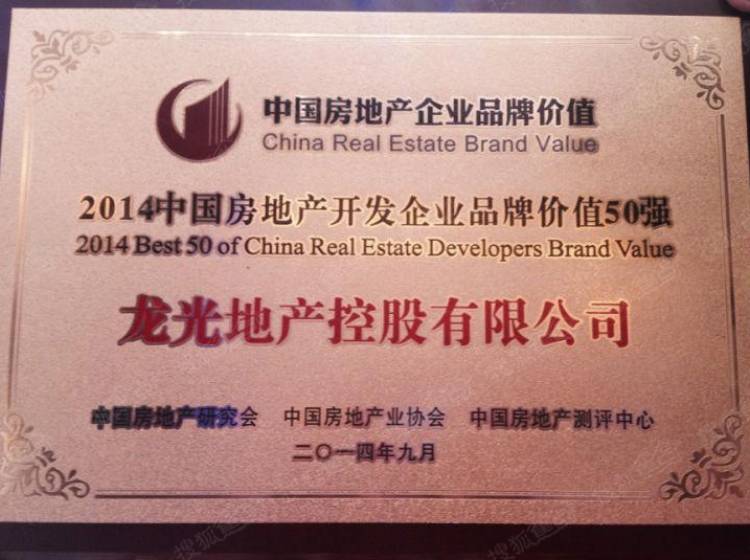 中国房地产企业品牌价值
China Real Estate Brand Value
2014中国房地产开发企业品牌价值50强
2014 Best 50 of China Real Estate Developers Brand Value
龙光地产控股有限公司
中国房地产研究会 中国房地产业协会 中国房地产测评中心
二〇一四年九月